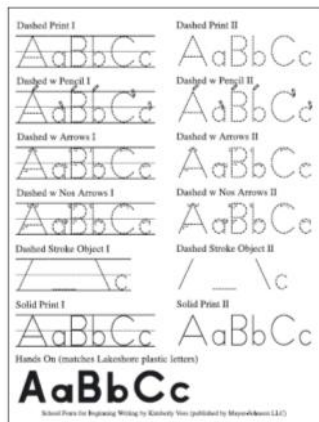 Dashed Print I Dashed Print II
AaBbCc AaBbCc
Dashed w Pencil I Dashed w Pencil II
AaBbCc AaBbCc
Dashed w Arrows I Dashed w Arrows II
AaBbCc AaBbCc
Dashed w Nos Arrows I Dashed w Nos Arrows II
AaBbCc AaBbCc
Dashed Stroke Object I Dashed Stroke Object II
Solid Print I Solid Print II
AaBbCc AaBbCc
Hands On (matches Lakeshore plastic letters)
AaBbCc
School Fonts for Beginning Writing by Kimberly Voss (published by Mayer-Johnson LLC)